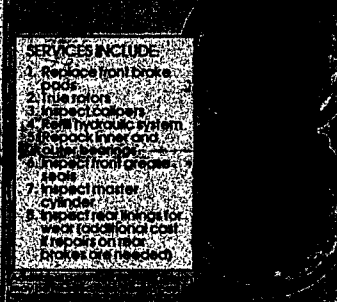 SERVICES INCLUDE:
1. Replace front brake
pads
2. True rotors
3. Inspect calipers
4. Refill hydraulic system
5. Repack inner and
outer bearings
6. Inspect front grease
seals
7. Inspect master
cylinder
8. Inspect rear linings for
wear (additional cost
if repairs on rear
brakes are needed)